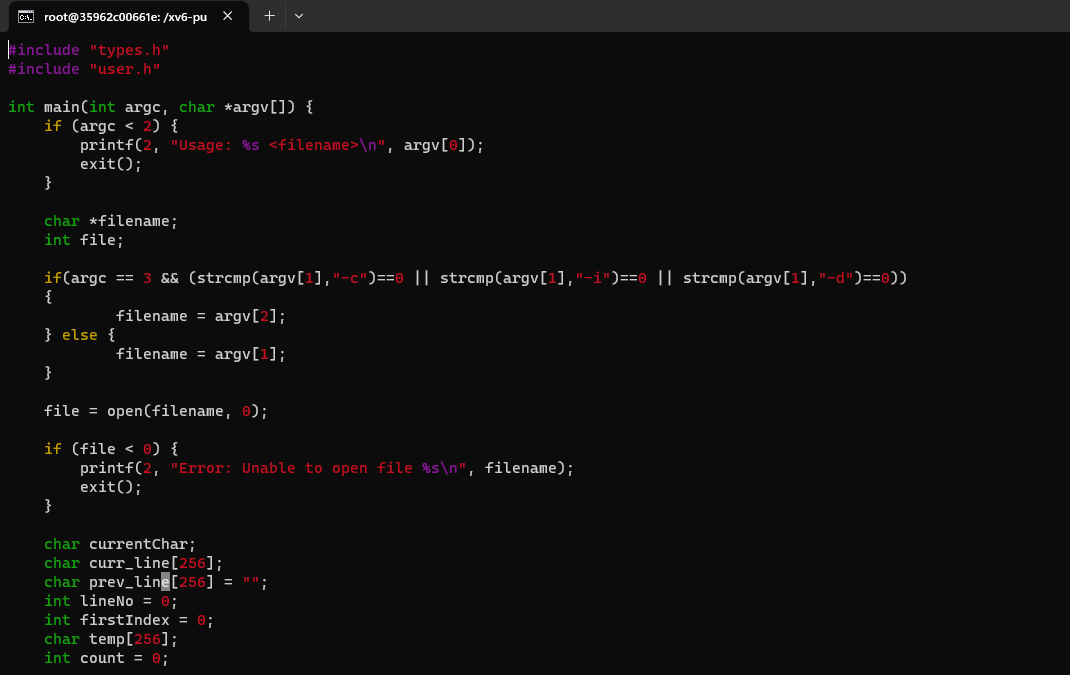 root@35962c00661e: /xv6-pu
#include "types.h"
#include "user.h"

int main(int argc, char *argv[]) {
    if (argc < 2) {
        printf(2, "Usage: %s <filename>\n", argv[0]);
        exit();
    }

    char *filename;
    int file;

    if(argc == 3 && (strcmp(argv[1],"-c")==0 || strcmp(argv[1],"-i")==0 || strcmp(argv[1],"-d")==0))
    {
            filename = argv[2];
    } else {
            filename = argv[1];
    }

    file = open(filename, 0);

    if (file < 0) {
        printf(2, "Error: Unable to open file %s\n", filename);
        exit();
    }

    char currentChar;
    char curr_line[256];
    char prev_line[256] = "";
    int lineNo = 0;
    int firstIndex = 0;
    char temp[256];
    int count = 0;